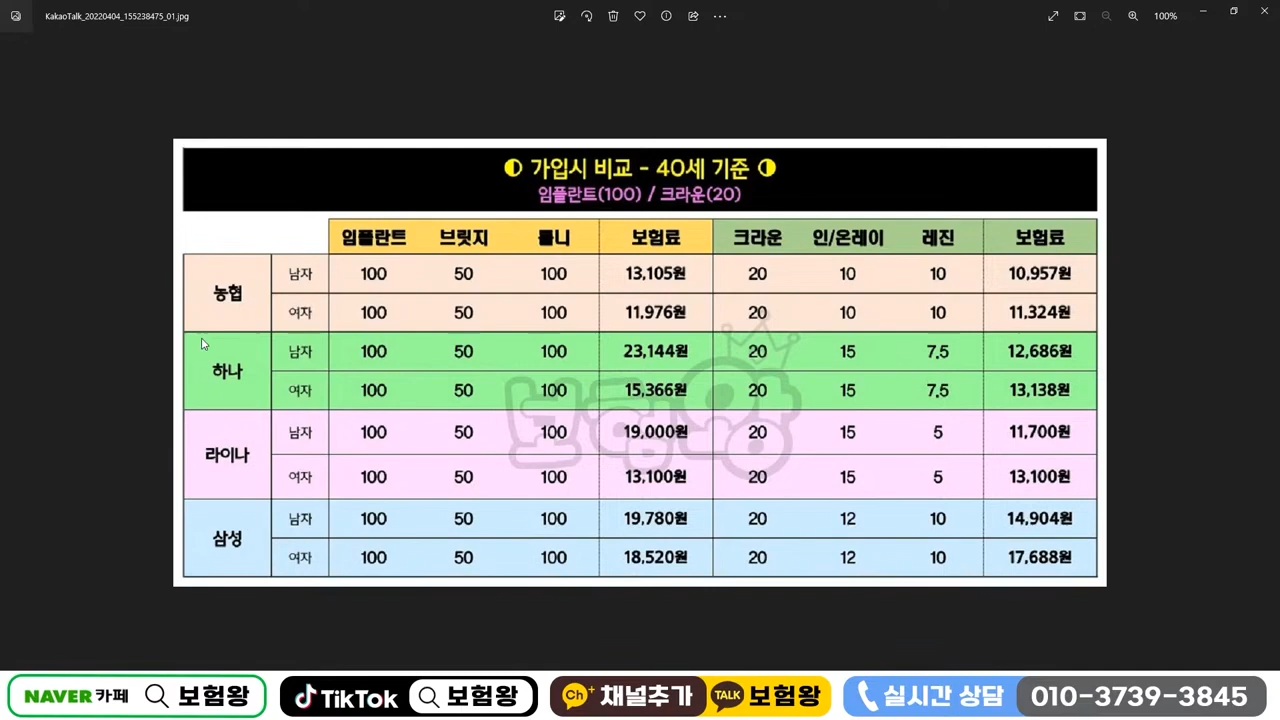 KakaoTalk_20220404_155238475_01.jpg
100%
가입시 비교 - 40세 기준
임플란트(100) / 크라운(20)
임플란트 브릿지 틀니 보험료 크라운 인/온레이 레진 보험료
농협
남자 100 50 100 13,105원 20 10 10 10,957원
여자 100 50 100 11,976원 20 10 10 11,324원
하나
남자 100 50 100 23,144원 20 15 7.5 12,686원
여자 100 50 100 15,366원 20 15 7.5 13,138원
라이나
남자 100 50 100 19,000원 20 15 5 11,700원
여자 100 50 100 13,100원 20 15 5 13,100원
삼성
남자 100 50 100 19,780원 20 12 10 14,904원
여자 100 50 100 18,520원 20 12 10 17,688원
보험왕
NAVER 카페 보험왕 TikTok 보험왕 Ch+ 채널추가 TALK 보험왕 실시간 상담 010-3739-3845